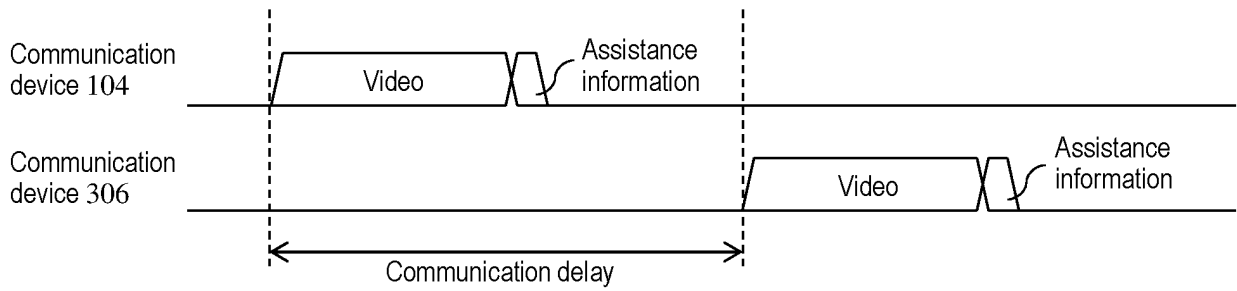 Communication
device 104
Video
Assistance
information
Communication
device 306
Video
Assistance
information
Communication delay